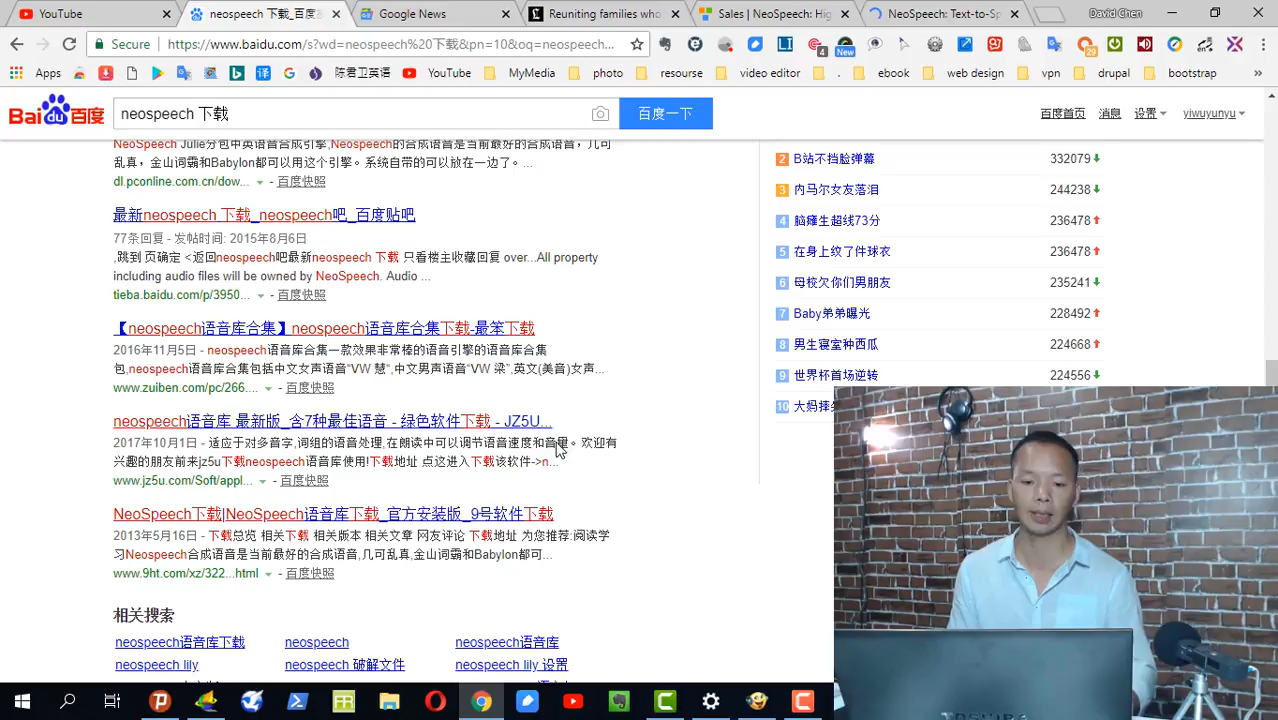 YouTube
neospeech 下载_百度
Google News
Reuniting families who
Sales | NeoSpeech: Hig
NeoSpeech: Text-to-Sp
David Chen
Secure
https://www.baidu.com/s?wd=neospeech%20下载&pn=10&oq=neospeech...
Apps
陈君卫英语
YouTube
MyMedia
photo
resourse
video editor
.
ebook
web design
vpn
drupal
bootstrap
Bai du 百度
neospeech 下载
百度一下
百度首页
消息
设置
yiwuyunyu
NeoSpeech Julie分包中英语音合成引擎,Neospeech的合成语音是当前最好的合成语音，几可
乱真，金山词霸和Babylon都可以用这个引擎。系统自带的可以放在一边了。...
dl.pconline.com.cn/dow...
- 百度快照
最新neospeech 下载_neospeech吧_百度贴吧
77条回复 - 发帖时间: 2015年8月6日
,跳到 页确定 <返回neospeech吧最新neospeech 下载 只看楼主收藏回复 over...All property
including audio files will be owned by NeoSpeech. Audio ...
tieba.baidu.com/p/3950...
- 百度快照
【neospeech语音库合集】neospeech语音库合集下载-最笨下载
2016年11月5日 - neospeech语音库合集一款效果非常棒的语音引擎的语音库合集
包,neospeech语音库合集包括中文女声语音“VW 慧”,中文男声语音“VW 梁”,英文(美音)女声...
www.zuiben.com/pc/266....
- 百度快照
neospeech语音库 最新版_含7种最佳语音 - 绿色软件下载 - JZ5U...
2017年10月1日 - 适应于对多音字,词组的语音处理,在朗读中可以调节语音速度和音量。欢迎有
兴趣的朋友前来jz5u下载neospeech语音库使用!下载地址 点这进入下载该软件->n...
www.jz5u.com/Soft/appl...
- 百度快照
NeoSpeech下载|NeoSpeech语音库下载_官方安装版_9号软件下载
2013年5月16日 - 下载总览 相关下载 相关版本 相关文章 网友评论 下载地址 为您推荐:阅读学
习Neospeech合成语音是当前最好的合成语音,几可乱真,金山词霸和Babylon都可...
www.9ht.com/xz/322...html
- 百度快照
相关搜索
neospeech语音库下载
neospeech
neospeech语音库
neospeech lily
neospeech 破解文件
neospeech lily 设置
2 B站不挡脸弹幕 332079
3 内马尔女友落泪 244238
4 脑瘫生超线73分 236478
5 在身上纹了件球衣 236478
6 母校欠你们男朋友 235241
7 Baby弟弟曝光 228492
8 男生寝室种西瓜 224668
9 世界杯首场逆转 224556
10 大妈摔